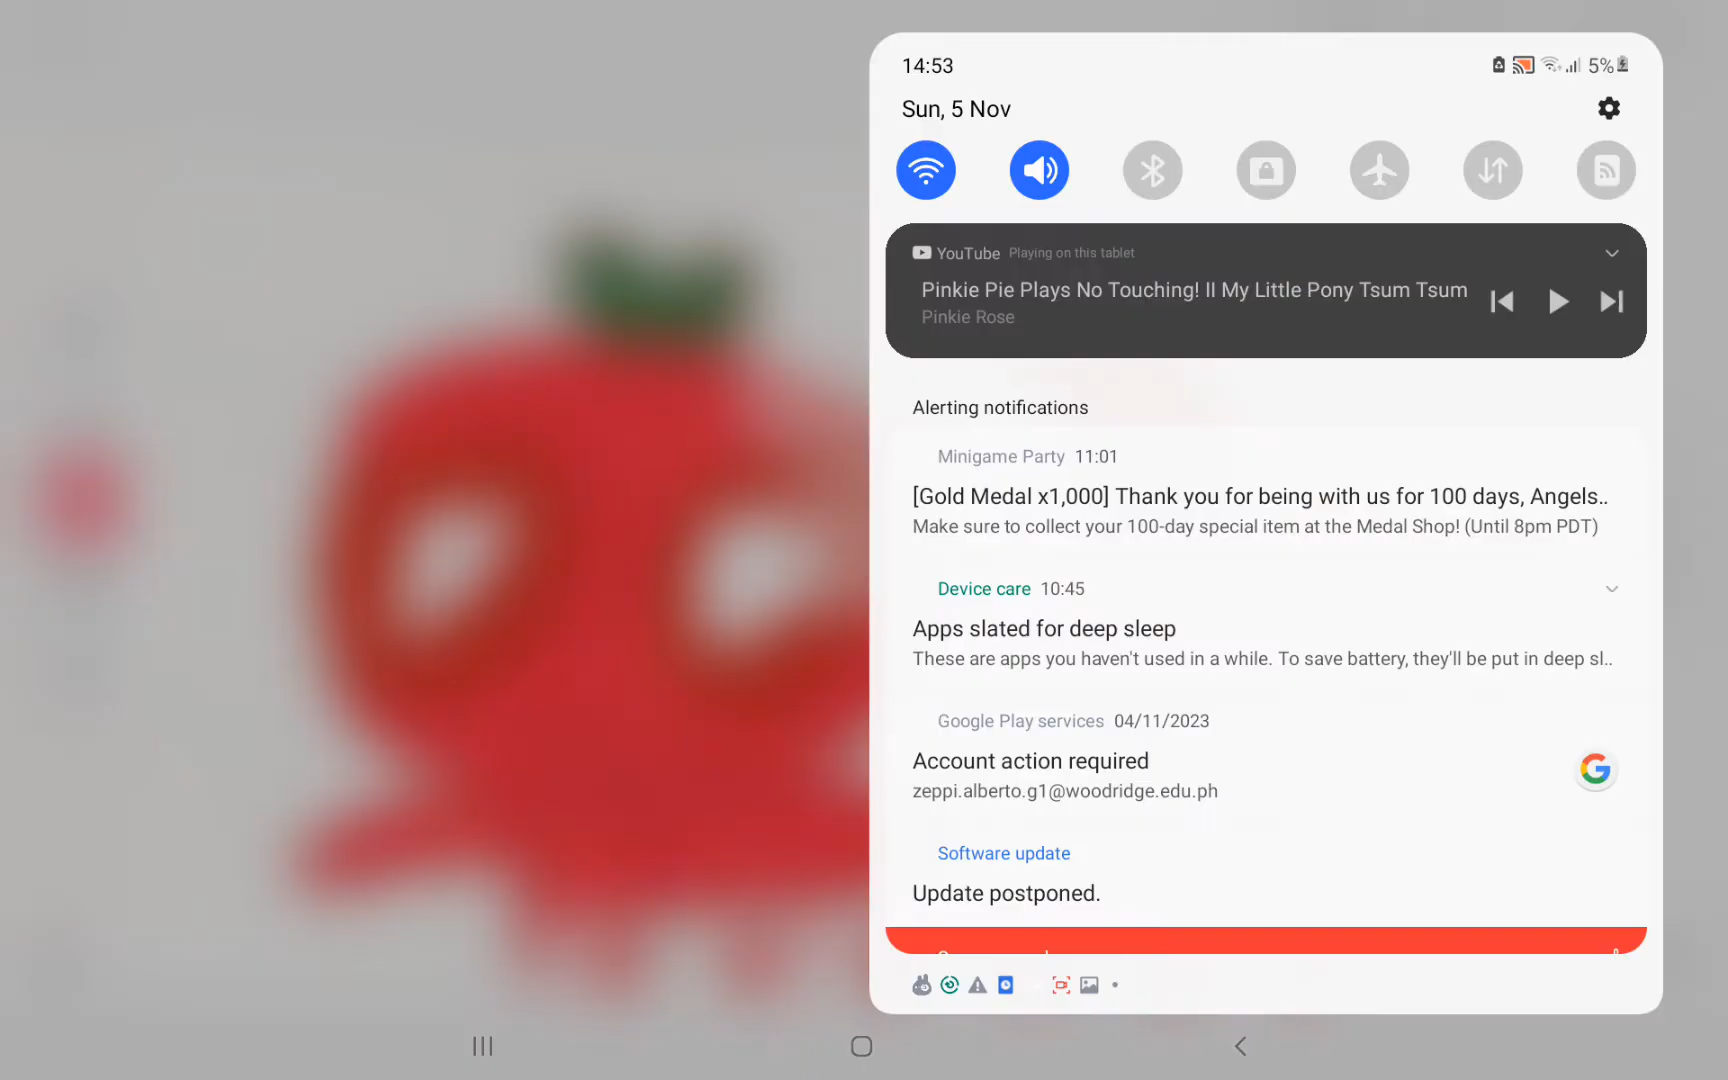 14:53
5%
Sun, 5 Nov
YouTube Playing on this tablet
Pinkie Pie Plays No Touching! II My Little Pony Tsum Tsum
Pinkie Rose
Alerting notifications
Minigame Party 11:01
[Gold Medal x1,000] Thank you for being with us for 100 days, Angels..
Make sure to collect your 100-day special item at the Medal Shop! (Until 8pm PDT)
Device care 10:45
Apps slated for deep sleep
These are apps you haven't used in a while. To save battery, they'll be put in deep sl..
Google Play services 04/11/2023
Account action required
zeppi.alberto.g1@woodridge.edu.ph
Software update
Update postponed.